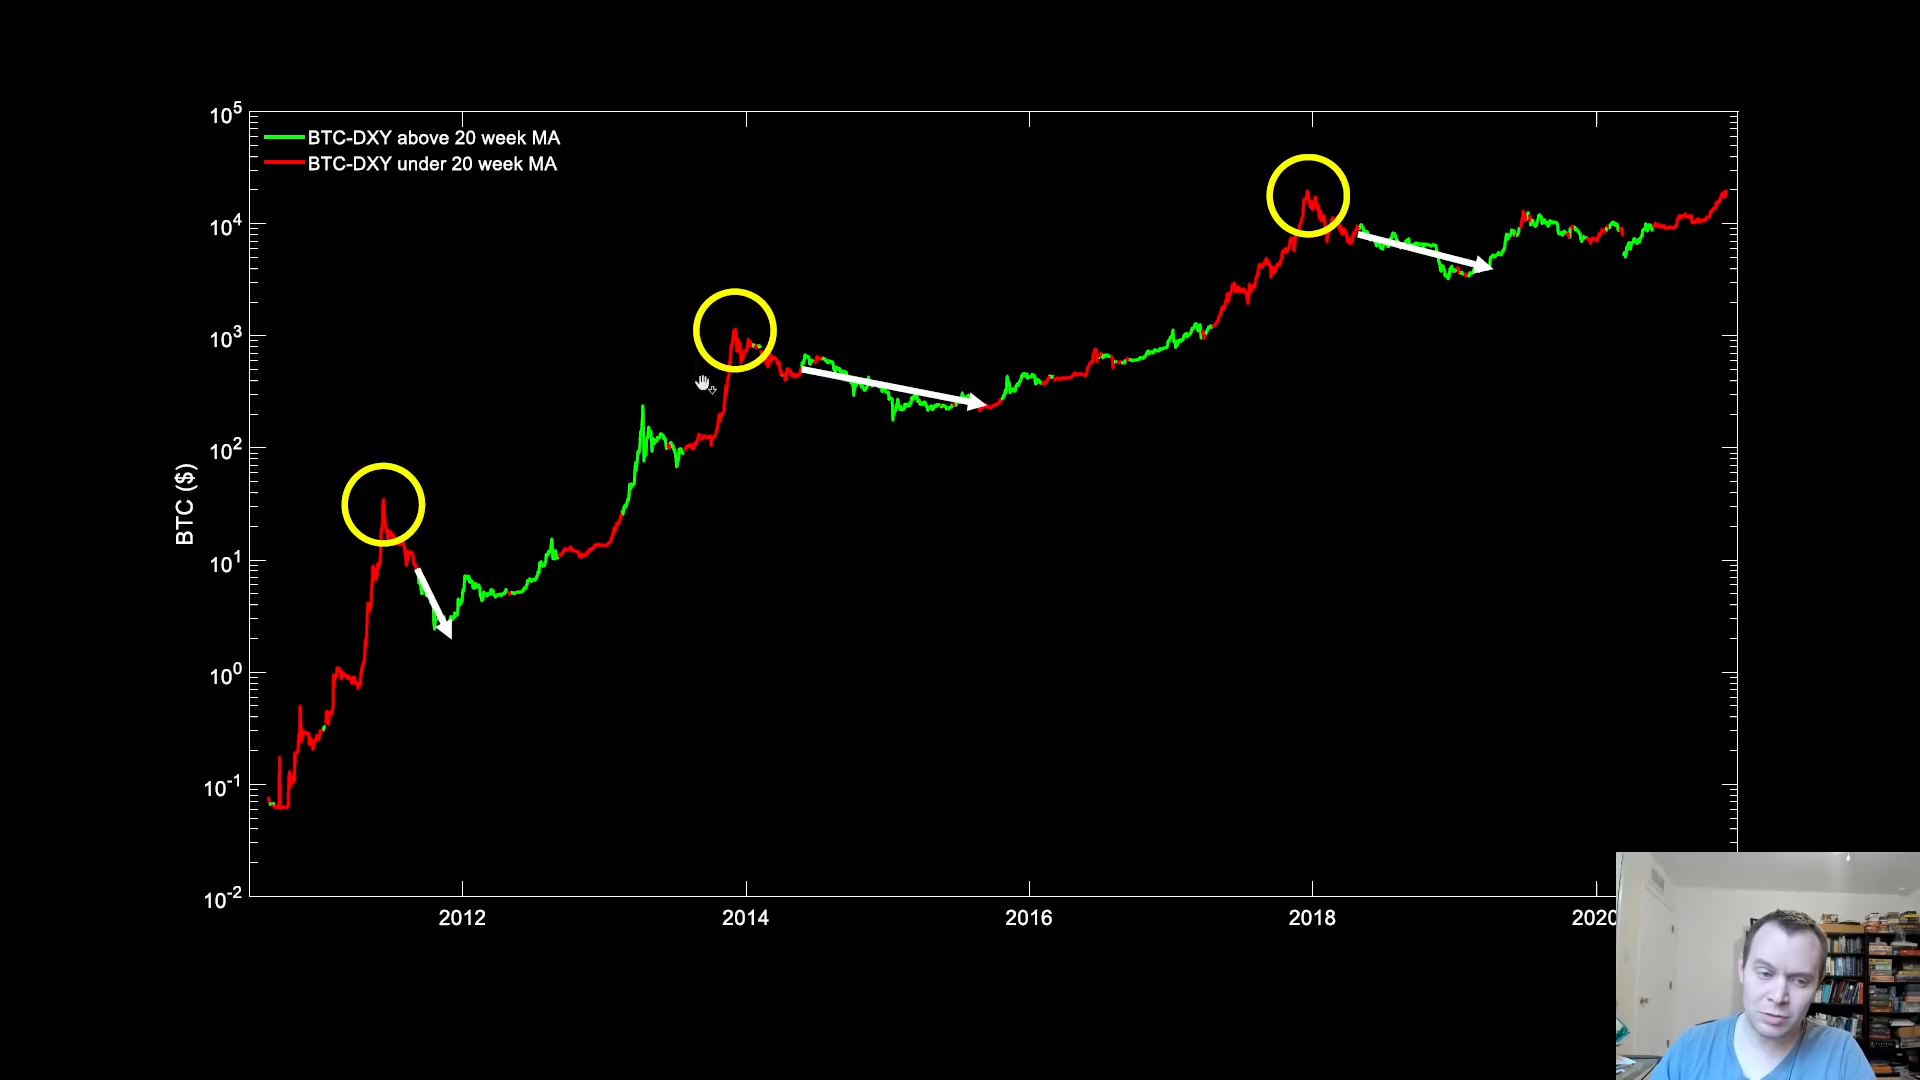 10^5
BTC-DXY above 20 week MA
BTC-DXY under 20 week MA
10^4
10^3
10^2
BTC ($)
10^1
10^0
10^-1
10^-2
2012 2014 2016 2018 2020